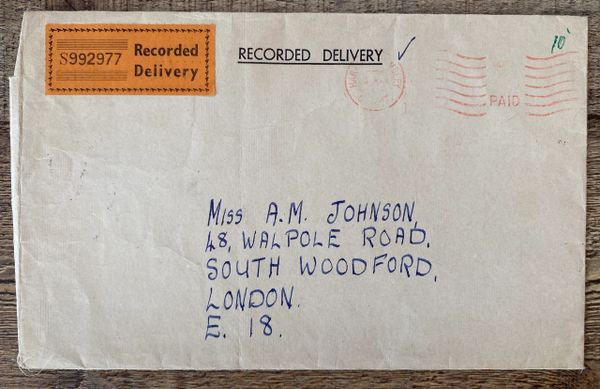 S992977 Recorded
Delivery
RECORDED DELIVERY ✓
10
PAID
MISS A.M. JOHNSON,
48, WALPOLE ROAD,
SOUTH WOODFORD,
LONDON.
E. 18.